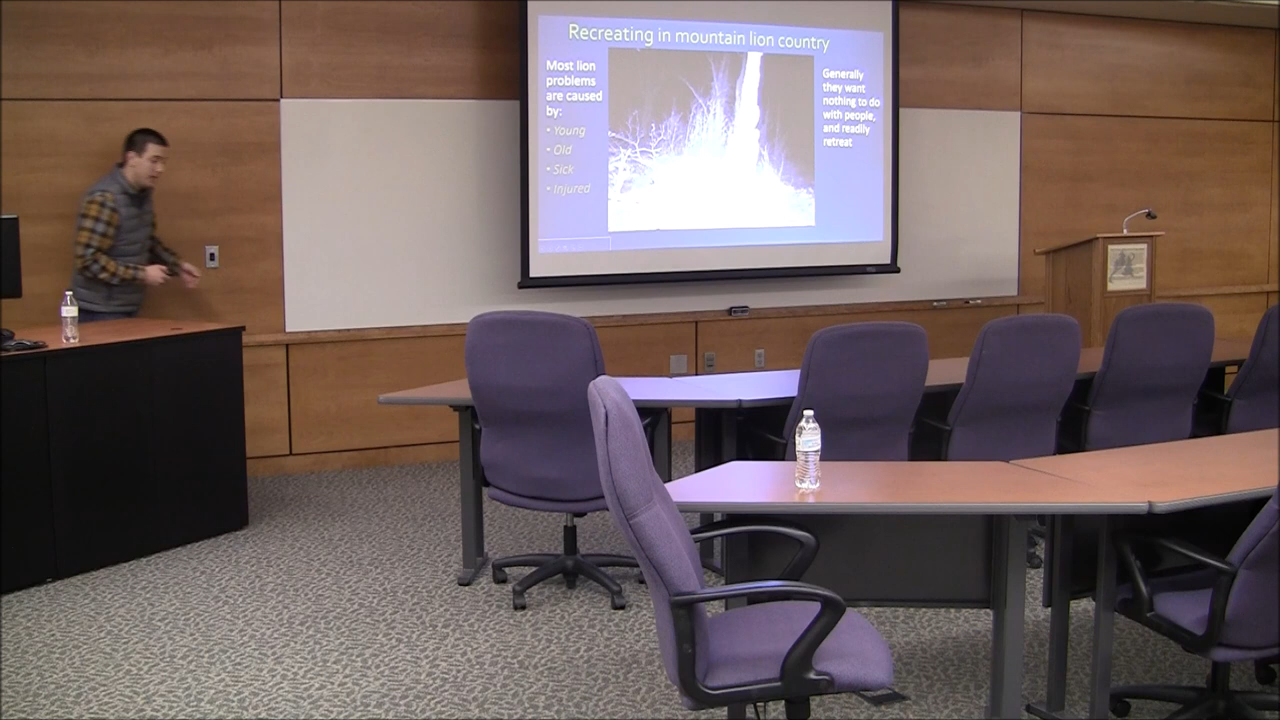 Recreating in mountain lion country
Most lion
problems
are caused
by:
• Young
• Old
• Sick
• Injured
Generally
they want
nothing to do
with people,
and readily
retreat